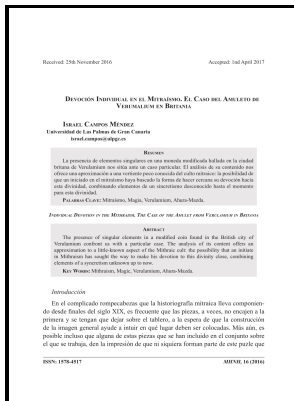 Received: 25th November 2016 Accepted: 1nd April 2017
DEVOCIÓN INDIVIDUAL EN EL MITRAÍSMO. EL CASO DEL AMULETO DE
VERUMALIUM EN BRITANIA
ISRAEL CAMPOS MÉNDEZ
Universidad de Las Palmas de Gran Canaria
israel.campos@ulpgc.es
RESUMEN
La presencia de elementos singulares en una moneda modificada hallada en la ciudad
britana de Verulamium nos sitúa ante un caso particular. El análisis de su contenido nos
ofrece una aproximación a una vertiente poco conocida del culto mitraico: la posibilidad de
que un iniciado en el mitraísmo haya buscado la forma de hacer cercana su devoción hacia
esta divinidad, combinando elementos de un sincretismo desconocido hasta el momento
para esta divinidad.
PALABRAS CLAVE: Mitraísmo, Magia, Verulamium, Ahura-Mazda.
INDIVIDUAL DEVOTION IN THE MITHRAISM. THE CASE OF THE AMULET FROM VERULAMIUM IN BRITANNIA
ABSTRACT
The presence of singular elements in a modified coin found in the British city of
Verulamium confront us with a particular case. The analysis of its content offers an
approximation to a little-known aspect of the Mithraic cult: the possibility that an initiate
in Mithraism has sought the way to make his devotion to this divinity close, combining
elements of a syncretism unknown up to now.
KEY WORDS: Mithraism, Magic, Verulamium, Ahura-Mazda.
Introducción
En el complicado rompecabezas que la historiografía mitraica lleva componien-
do desde finales del siglo XIX, es frecuente que las piezas, a veces, no encajen a la
primera y se tengan que dejar sobre el tablero, a la espera de que la construcción
de la imagen general ayude a intuir en qué lugar deben ser colocadas. Más aún, es
posible incluso que alguna de estas piezas que se han incluido en el conjunto sobre
el que se trabaja, den la impresión de que ni siquiera forman parte de este puzle que
ISSN: 1578-4517 MHNH, 16 (2016)